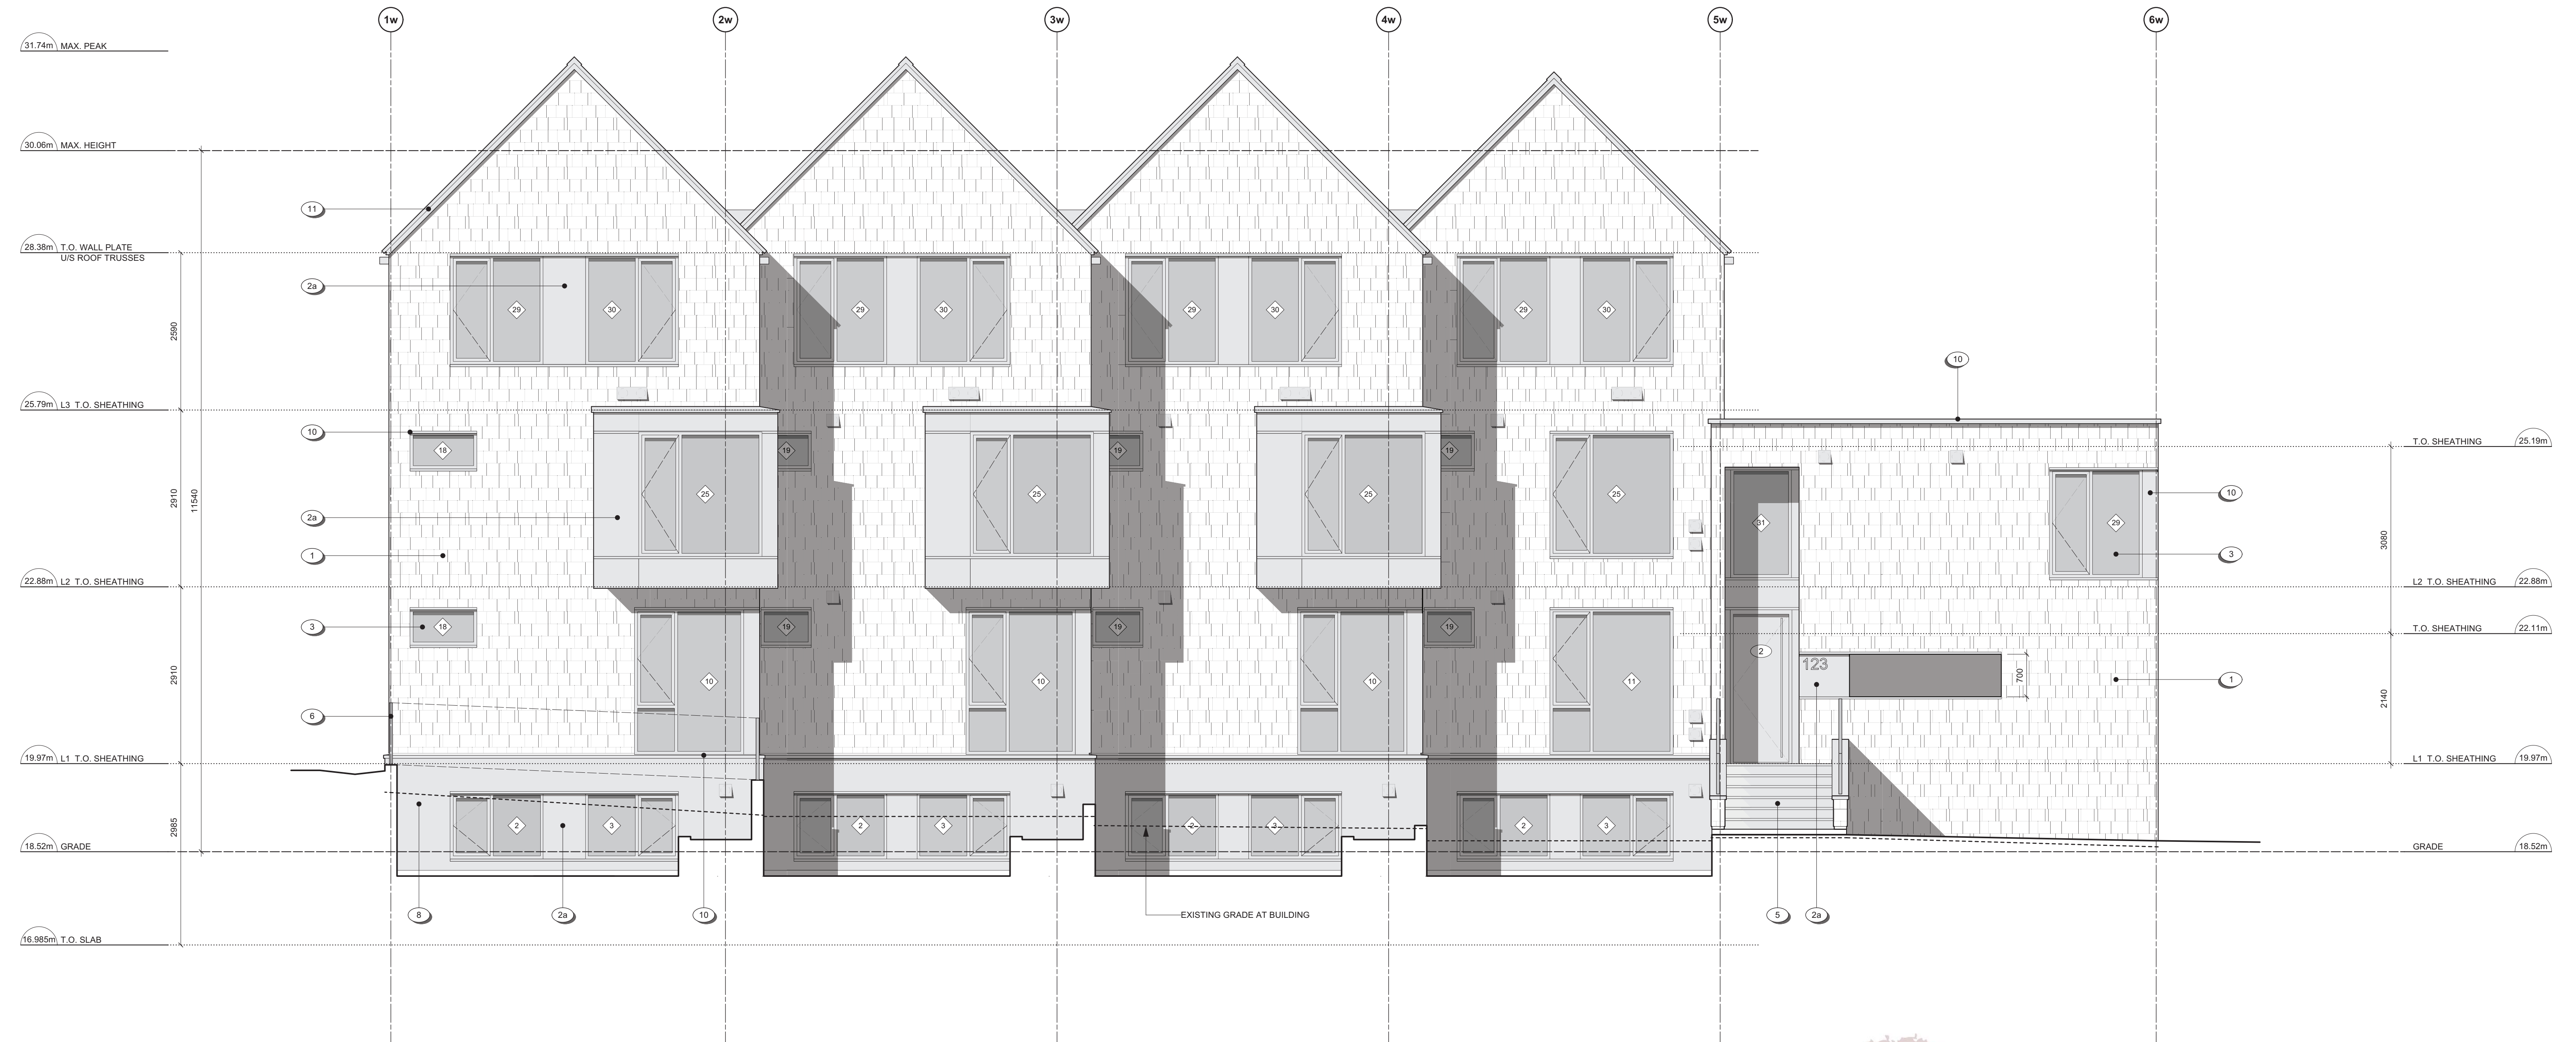 1w 2w 3w 4w 5w 6w
31.74m MAX. PEAK
30.06m MAX. HEIGHT
11
28.38m T.O. WALL PLATE
U/S ROOF TRUSSES
2a
29 30 29 30 29 30 29 30
2590
10
25.79m L3 T.O. SHEATHING
10
18 19 19 19
T.O. SHEATHING 25.19m
25 25 25 25
10
2910
11540
2a
31 29
1
3
3080
22.88m L2 T.O. SHEATHING
L2 T.O. SHEATHING 22.88m
3
18 19 19 19
T.O. SHEATHING 22.11m
2
123
700
1
2910
10 10 10 11
2140
6
19.97m L1 T.O. SHEATHING
L1 T.O. SHEATHING 19.97m
2985
2 3 2 3 2 3 2 3
18.52m GRADE
GRADE 18.52m
8 2a 10
EXISTING GRADE AT BUILDING
5 2a
16.985m T.O. SLAB